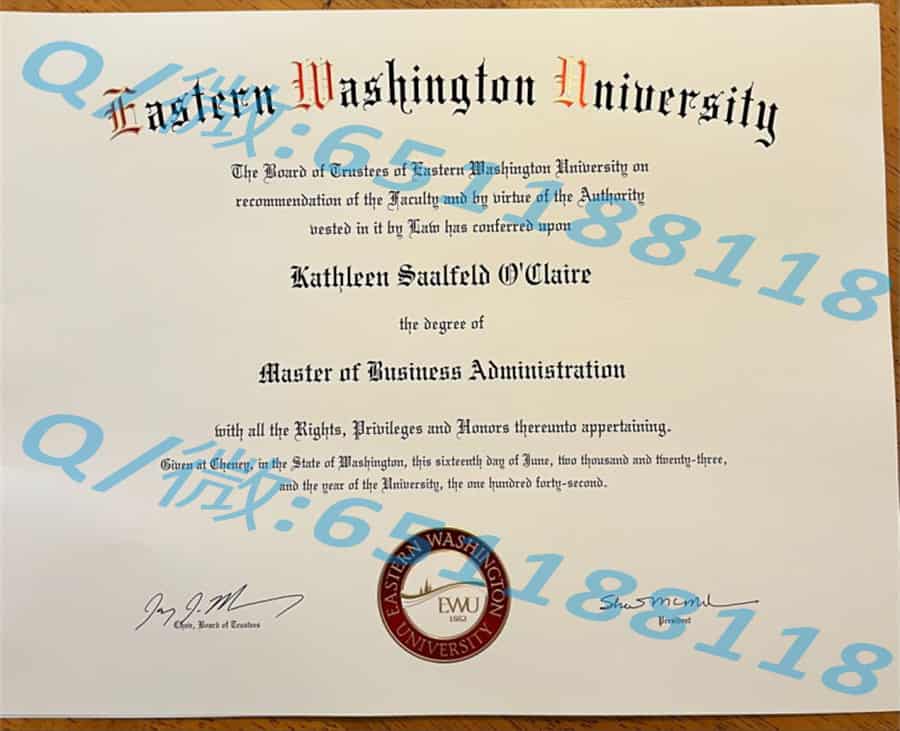 Eastern Washington University
The Board of Trustees of Eastern Washington University on
recommendation of the Faculty and by virtue of the Authority
vested in it by Law has conferred upon
Kathleen Saalfeld O'Claire
the degree of
Master of Business Administration
with all the Rights, Privileges and Honors thereunto appertaining.
Given at Cheney, in the State of Washington, this sixteenth day of June, two thousand and twenty-three,
and the year of the University, the one hundred forty-second.
EASTERN WASHINGTON UNIVERSITY
EWU
1882
Chair, Board of Trustees
President
Q/微:651188118
Q/微:651188118